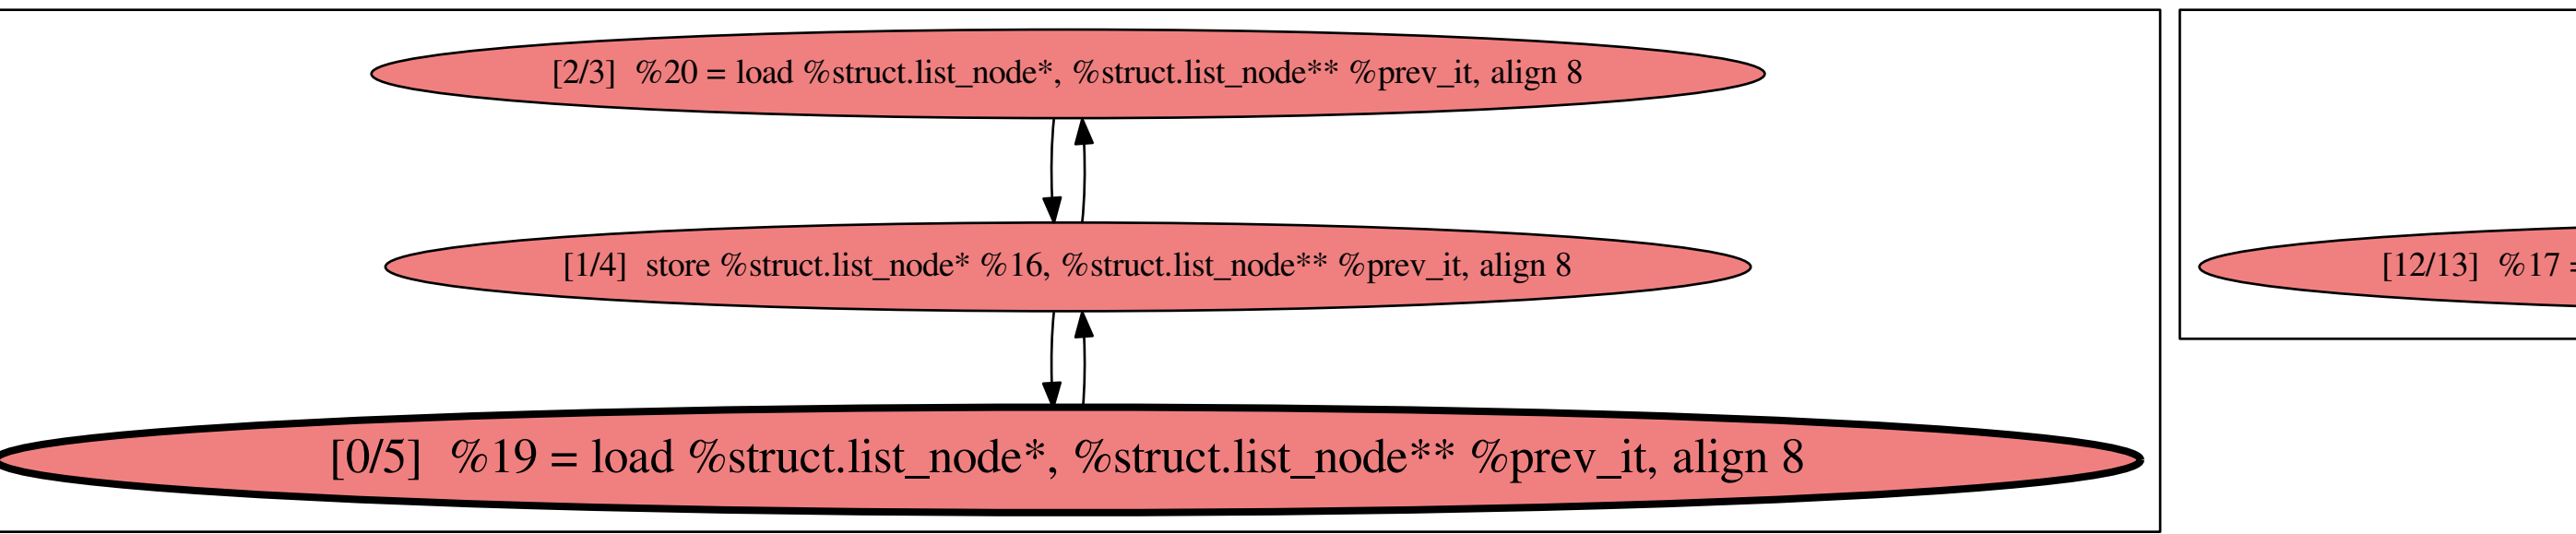 [2/3]  %20 = load %struct.list_node*, %struct.list_node** %prev_it, align 8
[1/4]  store %struct.list_node* %16, %struct.list_node** %prev_it, align 8
[12/13]  %17 =
[0/5]  %19 = load %struct.list_node*, %struct.list_node** %prev_it, align 8